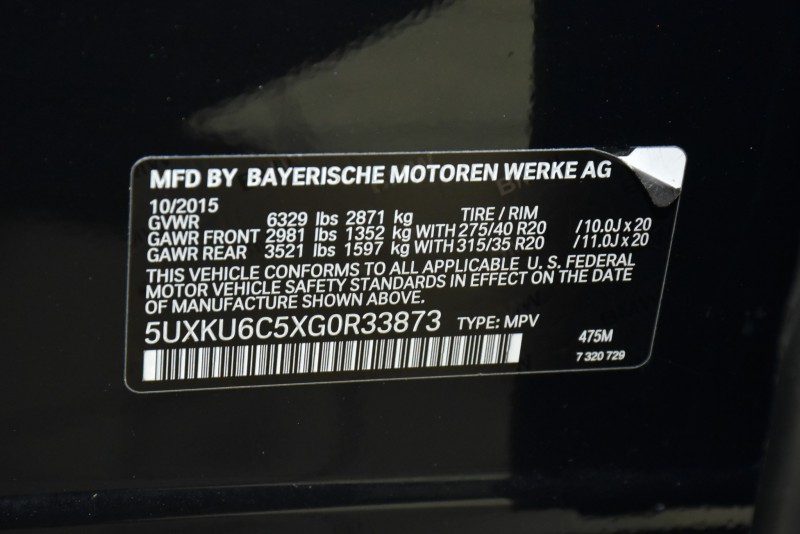 MFD BY BAYERISCHE MOTOREN WERKE AG
10/2015
GVWR 6329 lbs 2871 kg TIRE / RIM
GAWR FRONT 2981 lbs 1352 kg WITH 275/40 R20 /10.0J x 20
GAWR REAR 3521 lbs 1597 kg WITH 315/35 R20 /11.0J x 20
THIS VEHICLE CONFORMS TO ALL APPLICABLE U. S. FEDERAL
MOTOR VEHICLE SAFETY STANDARDS IN EFFECT ON THE DATE
OF MANUFACTURE SHOWN ABOVE.
5UXKU6C5XG0R33873 TYPE: MPV 475M
7 320 729